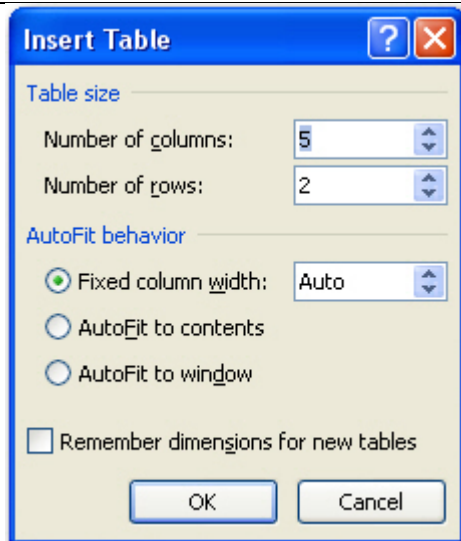 Insert Table
Table size
Number of columns: 5
Number of rows: 2
AutoFit behavior
Fixed column width: Auto
AutoFit to contents
AutoFit to window
Remember dimensions for new tables
OK Cancel